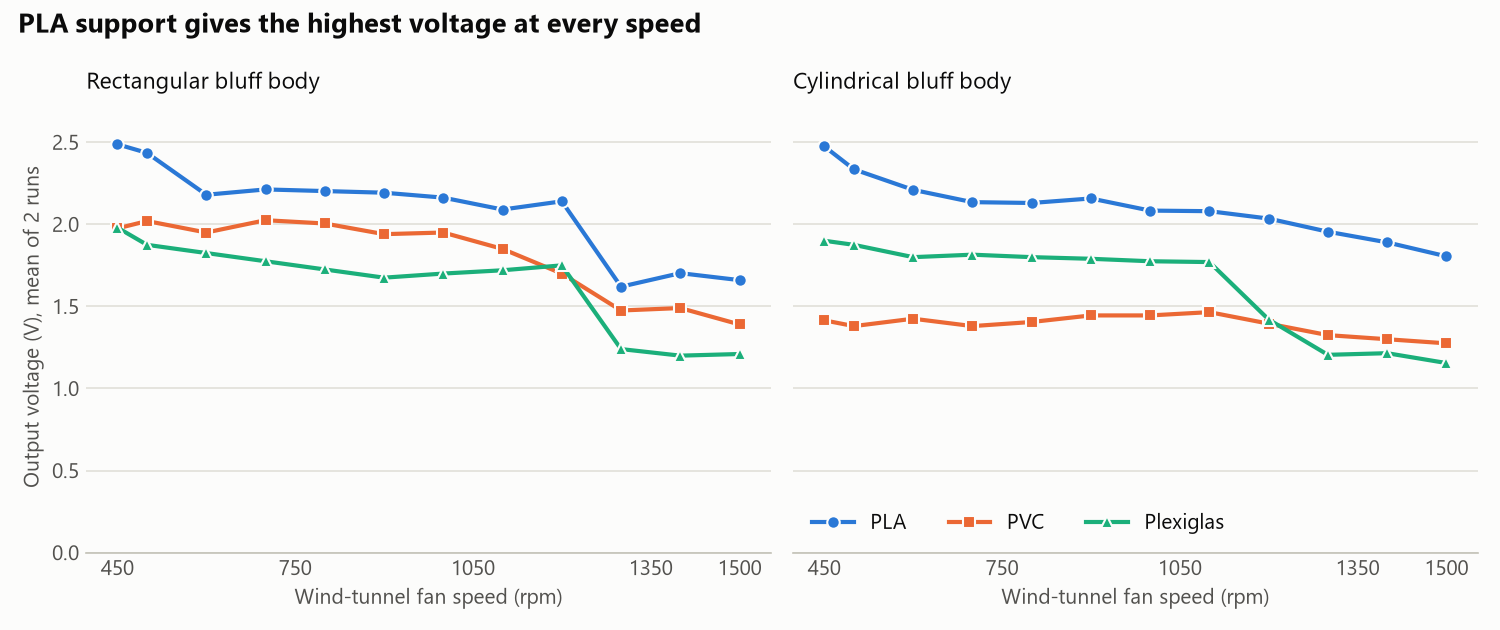 PLA support gives the highest voltage at every speed
Rectangular bluff body
Cylindrical bluff body
Output voltage (V), mean of 2 runs
2.5
2.0
1.5
1.0
0.5
0.0
450 750 1050 1350 1500
Wind-tunnel fan speed (rpm)
PLA PVC Plexiglas
450 750 1050 1350 1500
Wind-tunnel fan speed (rpm)